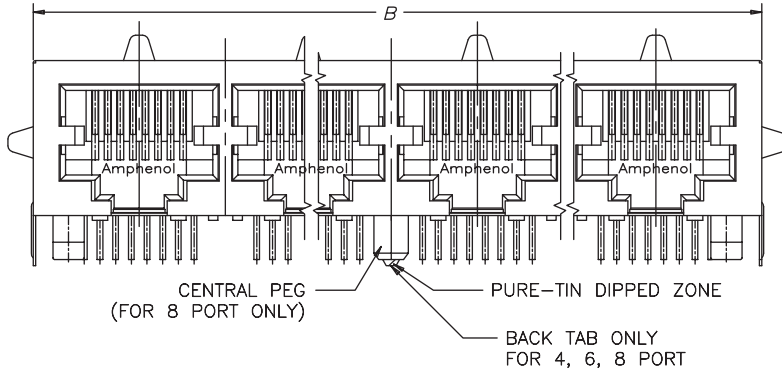 B
Amphenol Amphenol Amphenol Amphenol
CENTRAL PEG
(FOR 8 PORT ONLY)
PURE-TIN DIPPED ZONE
BACK TAB ONLY
FOR 4, 6, 8 PORT